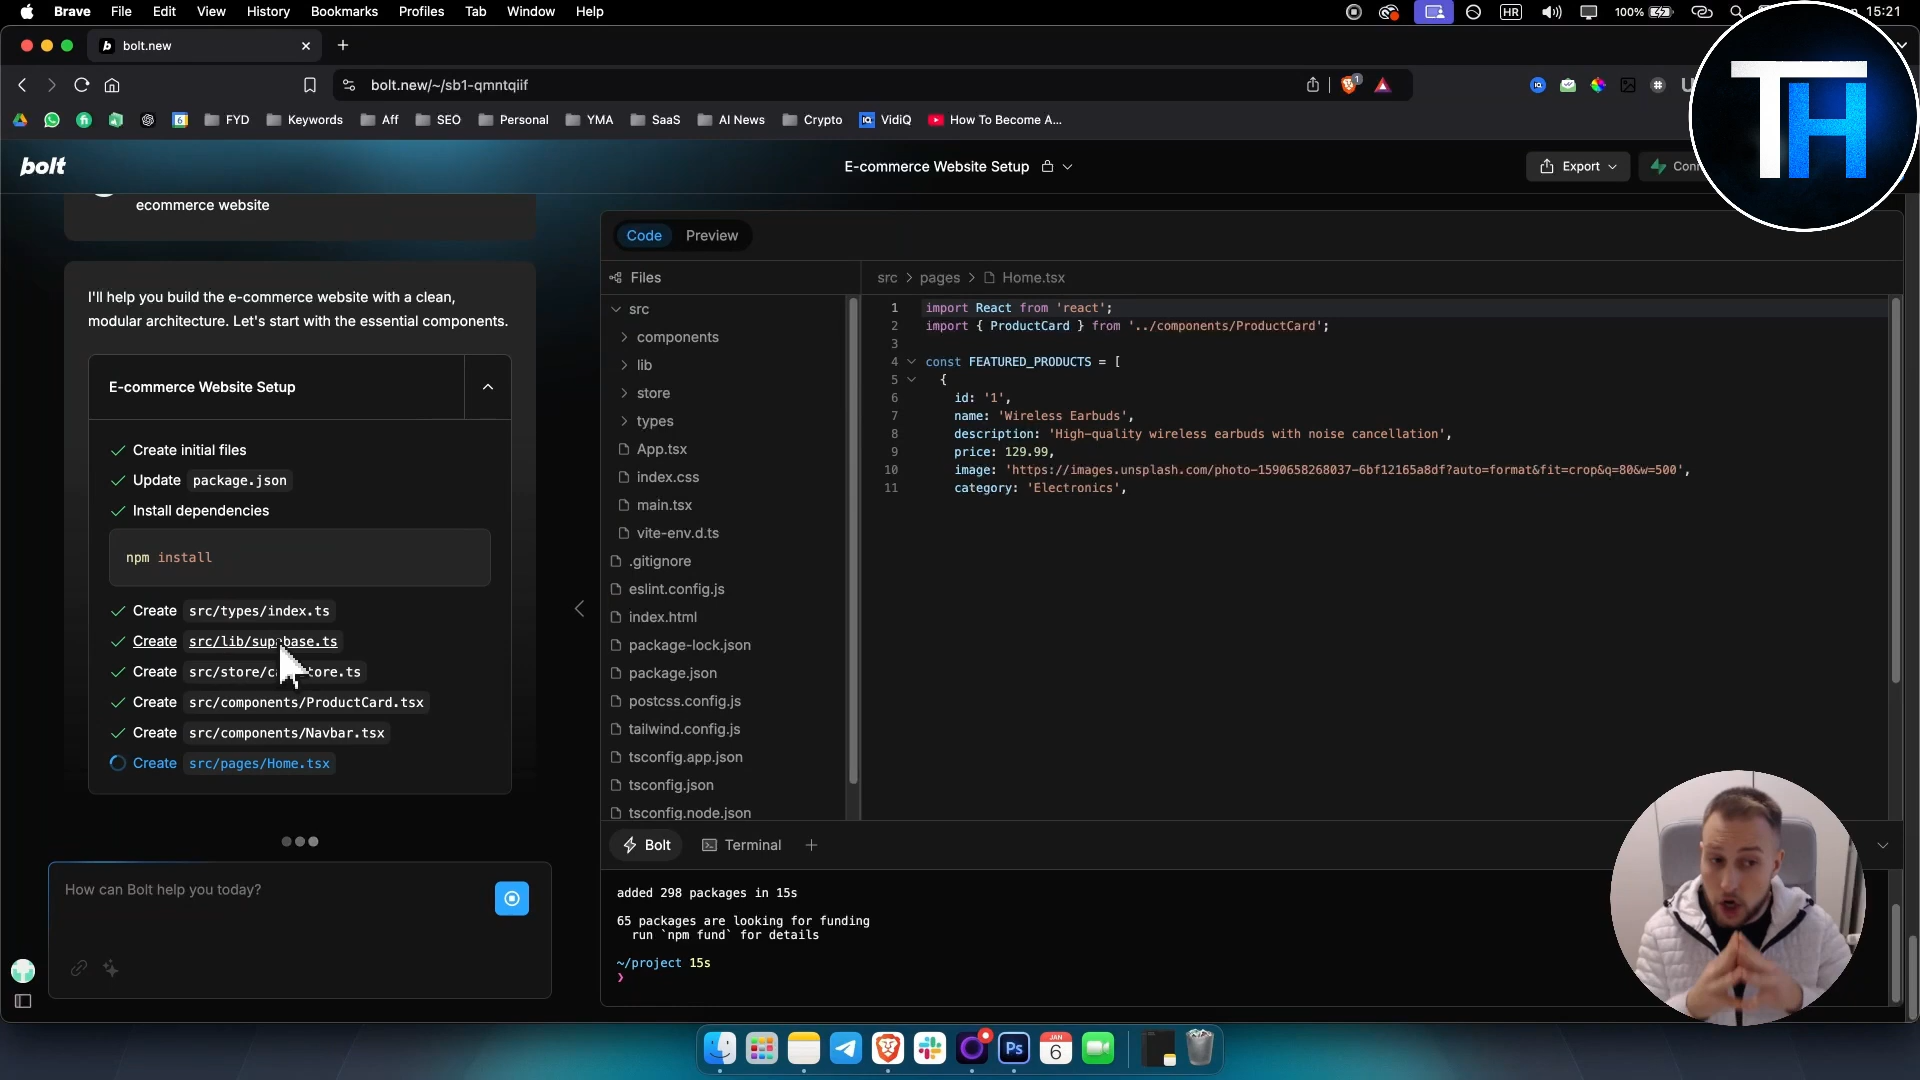 Brave File Edit View History Bookmarks Profiles Tab Window Help
HR
100%
15:21
bolt.new
bolt.new/~/sb1-qmntqiif
1
FYD Keywords Aff SEO Personal YMA SaaS AI News Crypto VidiQ How To Become A...
TH
bolt
E-commerce Website Setup
Export
ecommerce website
I'll help you build the e-commerce website with a clean,
modular architecture. Let's start with the essential components.
E-commerce Website Setup
Create initial files
Update package.json
Install dependencies
npm install
Create src/types/index.ts
Create src/lib/supabase.ts
Create
Create src/components/ProductCard.tsx
Create src/components/Navbar.tsx
Create src/pages/Home.tsx
How can Bolt help you today?
Code Preview
Files
src
components
lib
store
types
App.tsx
index.css
main.tsx
vite-env.d.ts
.gitignore
eslint.config.js
index.html
package-lock.json
package.json
postcss.config.js
tailwind.config.js
tsconfig.app.json
tsconfig.json
tsconfig.node.json
src > pages > Home.tsx
1 import React from 'react';
2 import { ProductCard } from '../components/ProductCard';
3
4 const FEATURED_PRODUCTS = [
5 {
6 id: '1',
7 name: 'Wireless Earbuds',
8 description: 'High-quality wireless earbuds with noise cancellation',
9 price: 129.99,
10 image: 'https://images.unsplash.com/photo-1590658268037-6bf12165a8df?auto=format&fit=crop&q=80&w=500',
11 category: 'Electronics',
Bolt Terminal
added 298 packages in 15s
65 packages are looking for funding
run `npm fund` for details
~/project 15s
❯
Ps
JAN
6